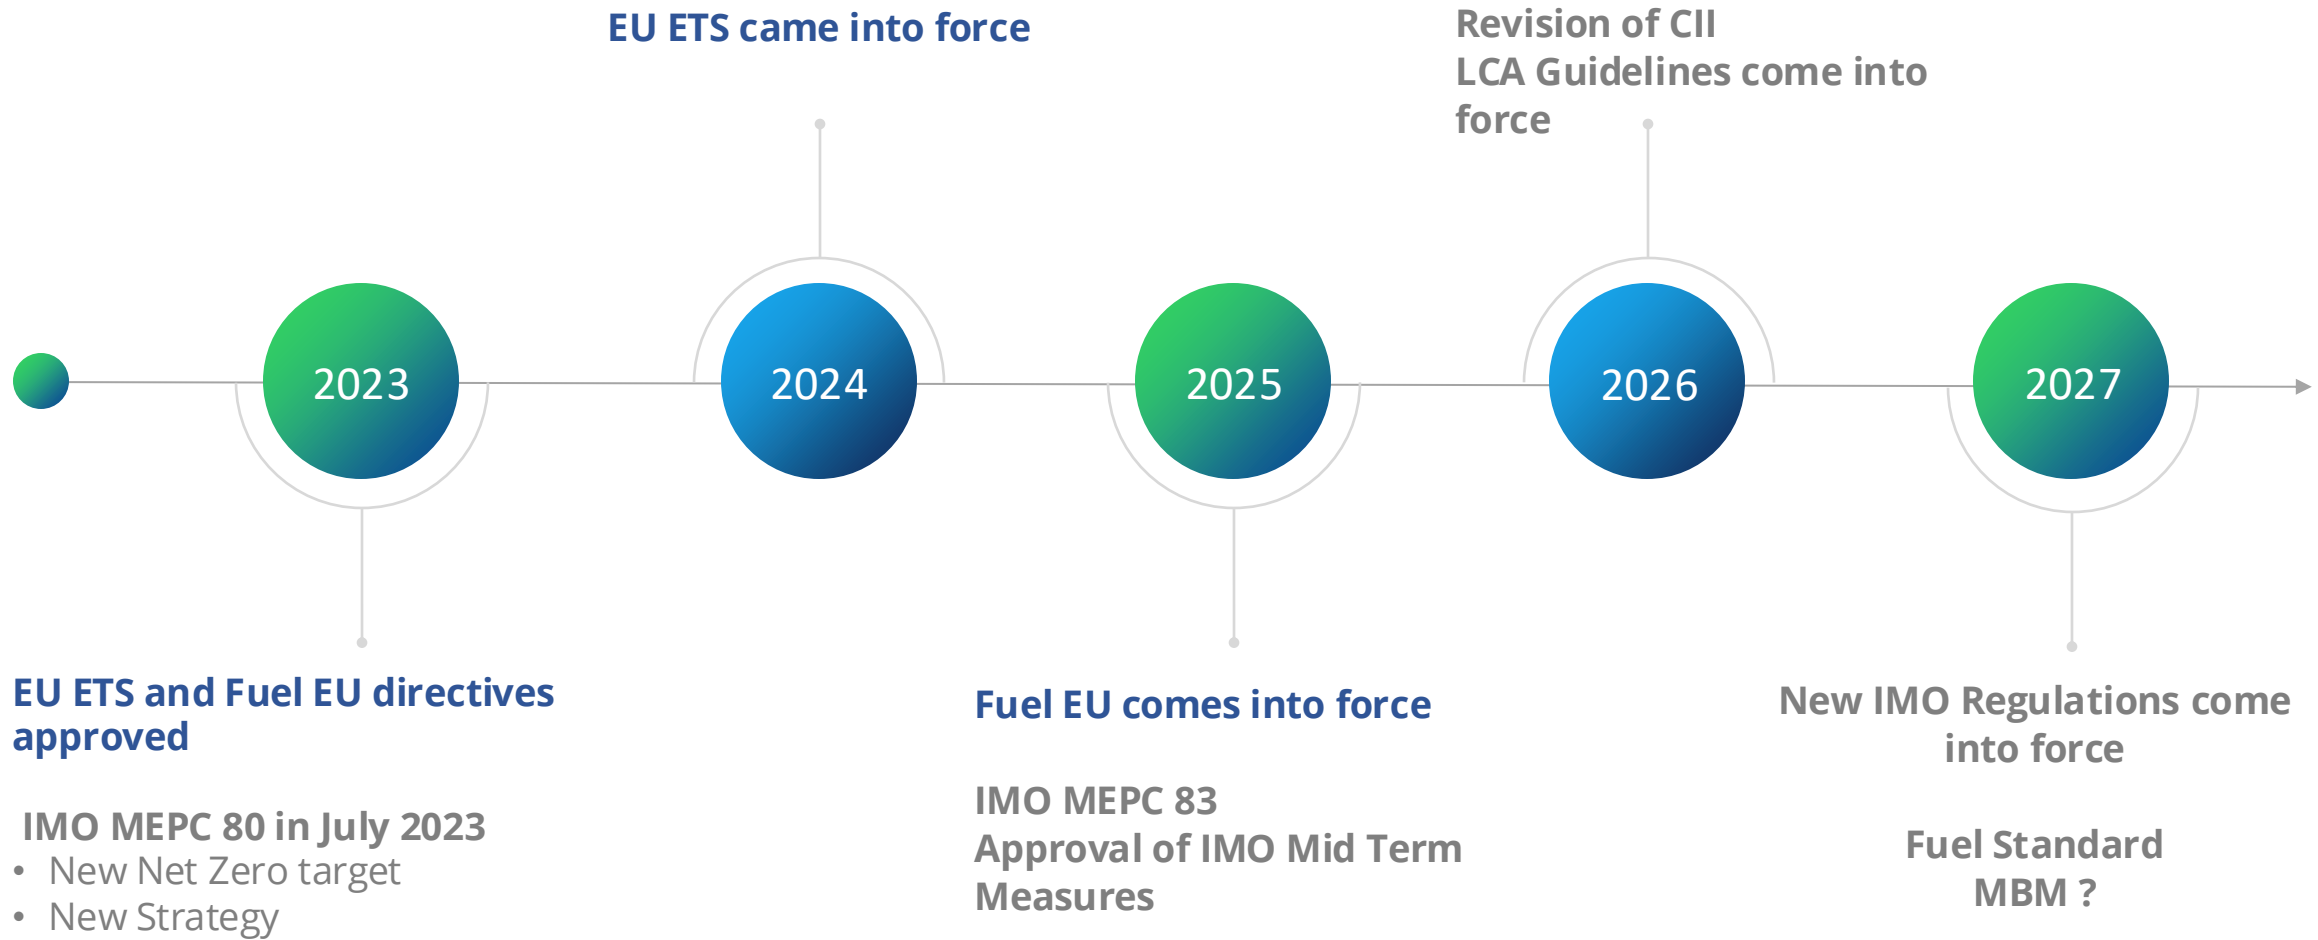 EU ETS came into force
Revision of CII
LCA Guidelines come into
force
2023
2024
2025
2026
2027
EU ETS and Fuel EU directives
approved
IMO MEPC 80 in July 2023
• New Net Zero target
• New Strategy
Fuel EU comes into force
IMO MEPC 83
Approval of IMO Mid Term
Measures
New IMO Regulations come
into force
Fuel Standard
MBM ?